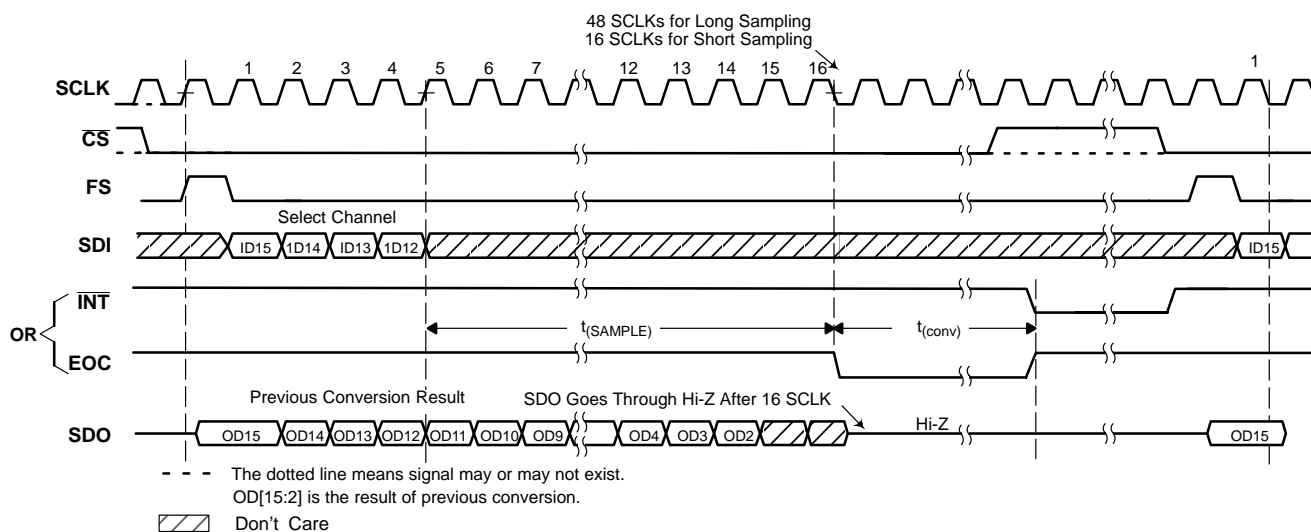 48 SCLKs for Long Sampling
16 SCLKs for Short Sampling
1 2 3 4 5 6 7 12 13 14 15 16 1
SCLK
CS
FS
Select Channel
SDI ID15 1D14 ID13 1D12 ID15
INT
OR
t(SAMPLE) t(conv)
EOC
Previous Conversion Result SDO Goes Through Hi-Z After 16 SCLK
Hi-Z
SDO OD15 OD14 OD13 OD12 OD11 OD10 OD9 OD4 OD3 OD2 OD15
The dotted line means signal may or may not exist.
OD[15:2] is the result of previous conversion.
Don't Care